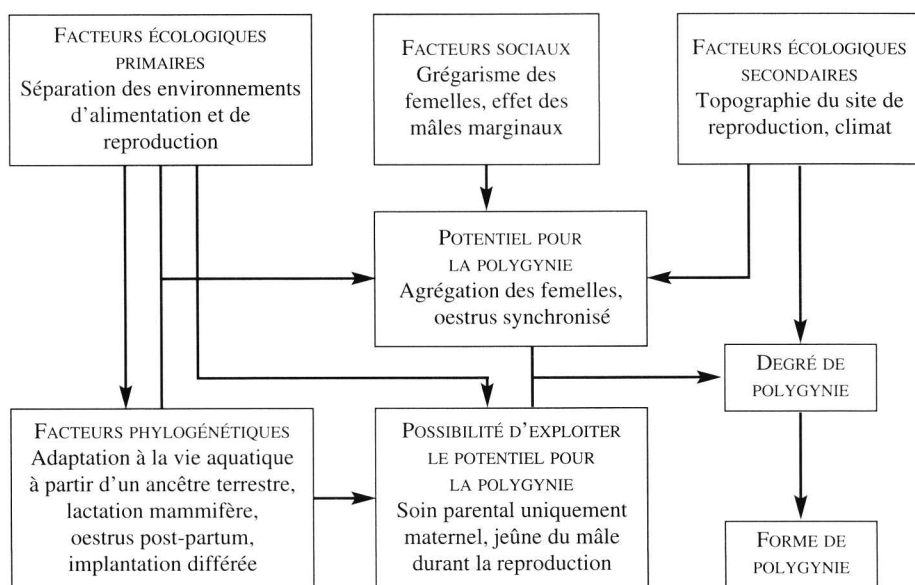 FACTEURS ÉCOLOGIQUES
PRIMAIRES
Séparation des environnements
d'alimentation et de
reproduction
FACTEURS SOCIAUX
Grégarisme des
femelles, effet des
mâles marginaux
FACTEURS ÉCOLOGIQUES
SECONDAIRES
Topographie du site de
reproduction, climat
POTENTIEL POUR
LA POLYGYNIE
Agrégation des femelles,
oestrus synchronisé
DEGRÉ DE
POLYGYNIE
FACTEURS PHYLOGÉNÉTIQUES
Adaptation à la vie aquatique
à partir d'un ancêtre terrestre,
lactation mammifère,
oestrus post-partum,
implantation différée
POSSIBILITÉ D'EXPLOITER
LE POTENTIEL POUR
LA POLYGYNIE
Soin parental uniquement
maternel, jeûne du mâle
durant la reproduction
FORME DE
POLYGYNIE